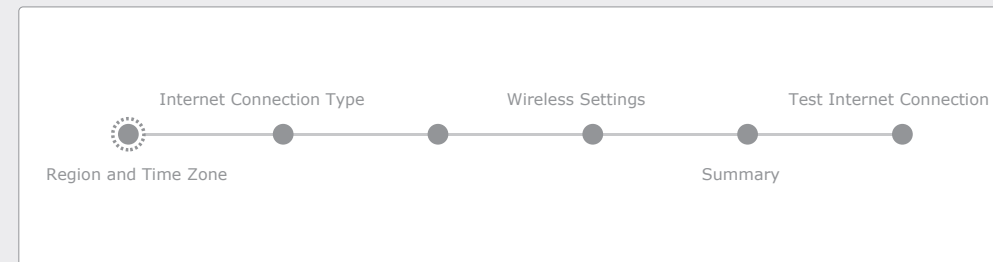 Internet Connection Type
Wireless Settings
Test Internet Connection
Region and Time Zone
Summary